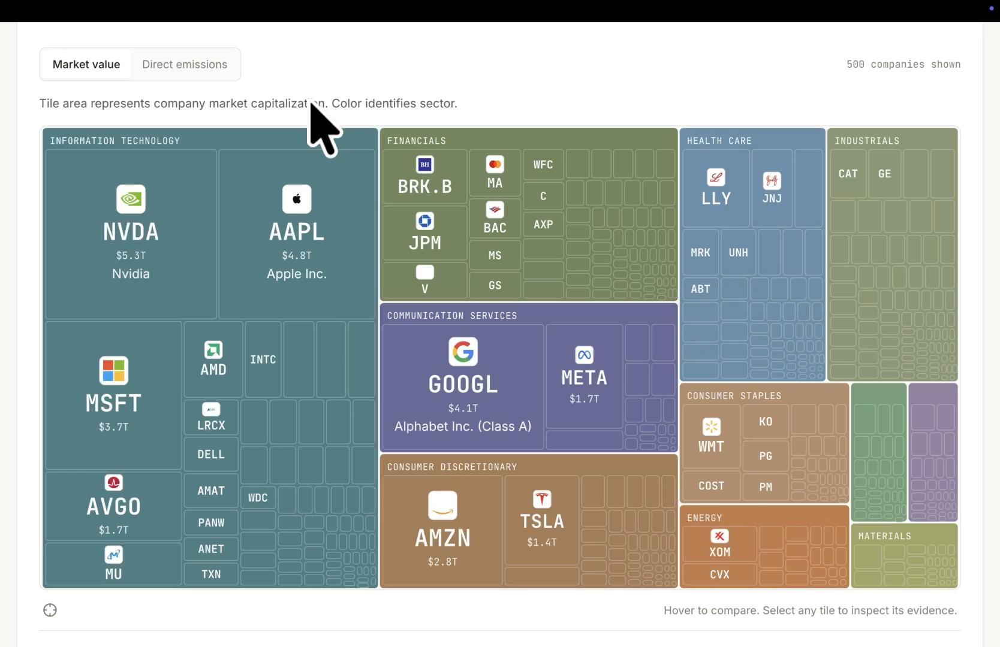 Market value
Direct emissions
500 companies shown
Tile area represents company market capitalization. Color identifies sector.
INFORMATION TECHNOLOGY
NVDA
$5.3T
Nvidia
AAPL
$4.8T
Apple Inc.
MSFT
$3.7T
AVGO
$1.7T
MU
AMD
INTC
LRCX
DELL
AMAT
WDC
PANW
ANET
TXN
FINANCIALS
BH
BRK.B
JPM
V
MA
BAC
MS
GS
WFC
C
AXP
COMMUNICATION SERVICES
GOOGL
$4.1T
Alphabet Inc. (Class A)
META
$1.7T
CONSUMER DISCRETIONARY
AMZN
$2.8T
TSLA
$1.4T
HEALTH CARE
LLY
JNJ
MRK
UNH
ABT
INDUSTRIALS
CAT
GE
CONSUMER STAPLES
WMT
COST
KO
PG
PM
ENERGY
XOM
CVX
MATERIALS
Hover to compare. Select any tile to inspect its evidence.